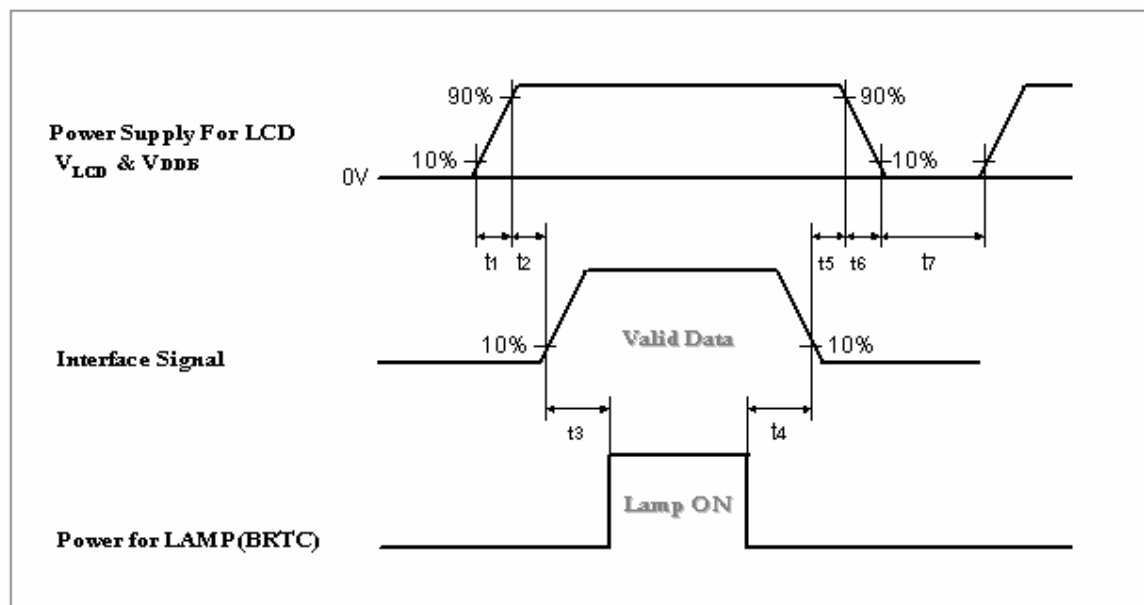 90% 90%
Power Supply For LCD
VLCD & VDDB
10% 10%
0V
t1 t2 t5 t6 t7
Valid Data
10% 10%
Interface Signal
t3 t4
Lamp ON
Power for LAMP(BRTC)